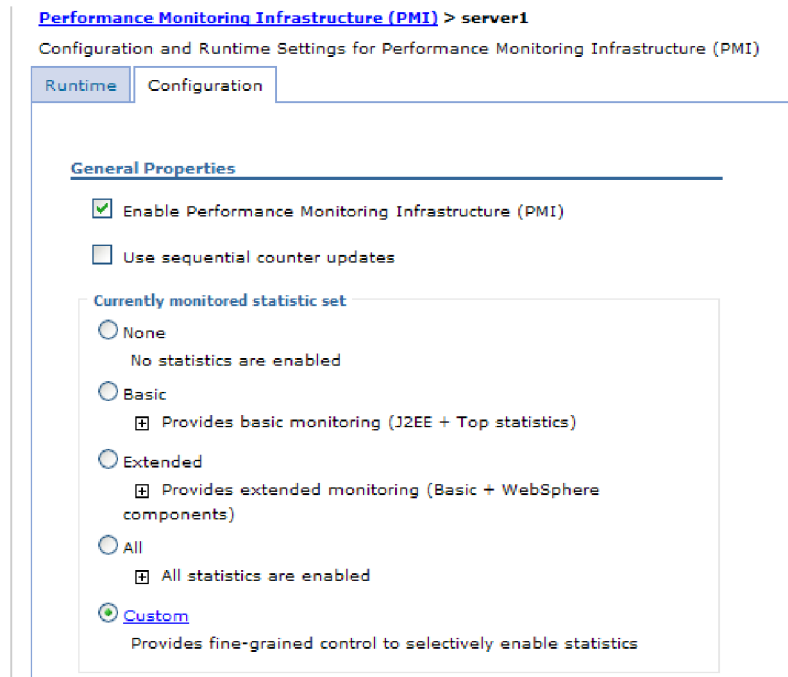 Performance Monitoring Infrastructure (PMI) > server1
Configuration and Runtime Settings for Performance Monitoring Infrastructure (PMI)
Runtime Configuration
General Properties
Enable Performance Monitoring Infrastructure (PMI)
Use sequential counter updates
Currently monitored statistic set
None
No statistics are enabled
Basic
Provides basic monitoring (J2EE + Top statistics)
Extended
Provides extended monitoring (Basic + WebSphere
components)
All
All statistics are enabled
Custom
Provides fine-grained control to selectively enable statistics